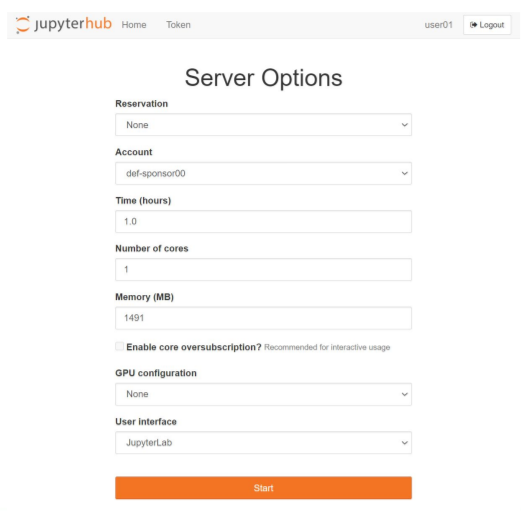 jupyterhub Home Token user01 Logout
Server Options
Reservation
None
Account
def-sponsor00
Time (hours)
1.0
Number of cores
1
Memory (MB)
1491
Enable core oversubscription? Recommended for interactive usage
GPU configuration
None
User interface
JupyterLab
Start